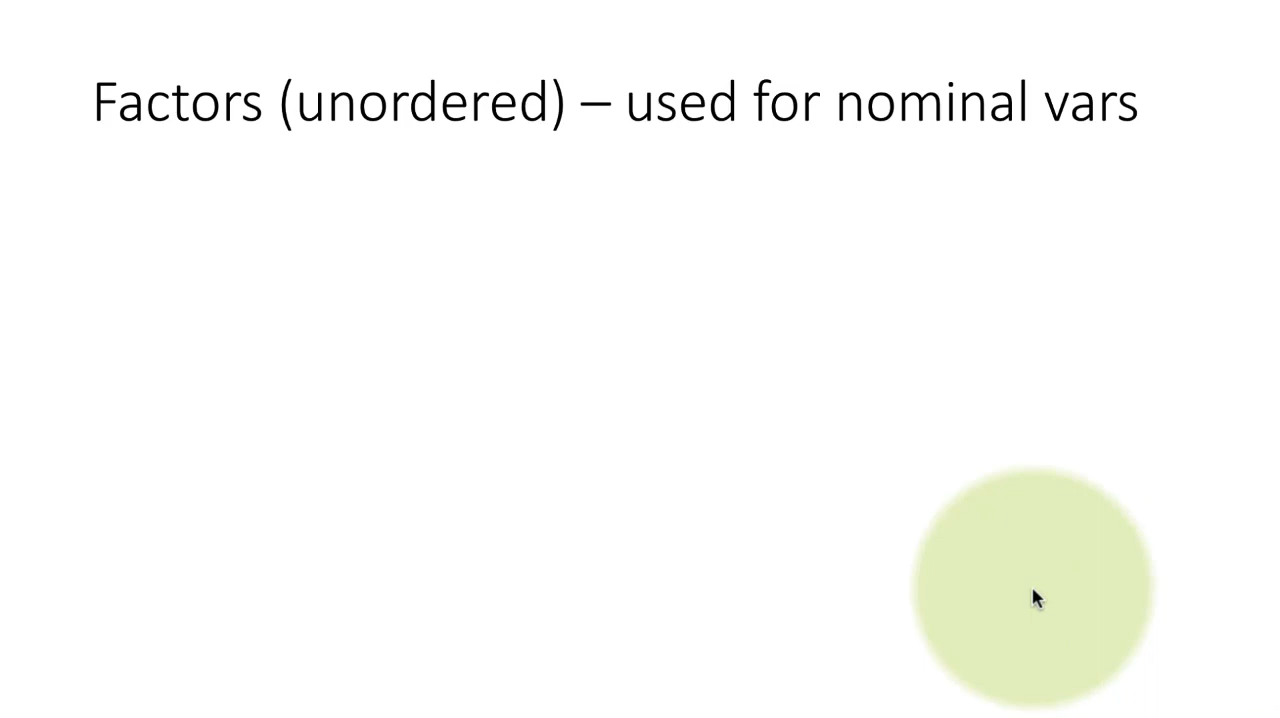 Factors (unordered) – used for nominal vars